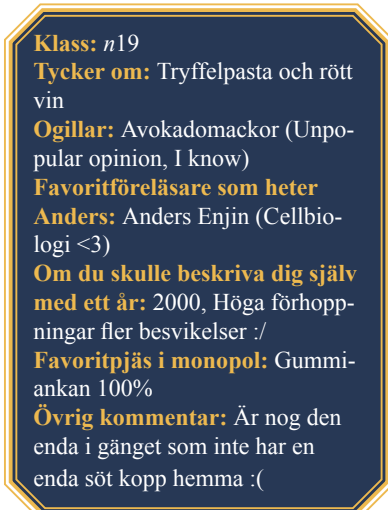 Klass: n19
Tycker om: Tryffelpasta och rött
vin
Ogillar: Avokadomackor (Unpo-
pular opinion, I know)
Favoritföreläsare som heter
Anders: Anders Enjin (Cellbio-
logi <3)
Om du skulle beskriva dig själv
med ett år: 2000, Höga förhopp-
ningar fler besvikelser :/
Favoritpjäs i monopol: Gummi-
ankan 100%
Övrig kommentar: Är nog den
enda i gänget som inte har en
enda söt kopp hemma :(